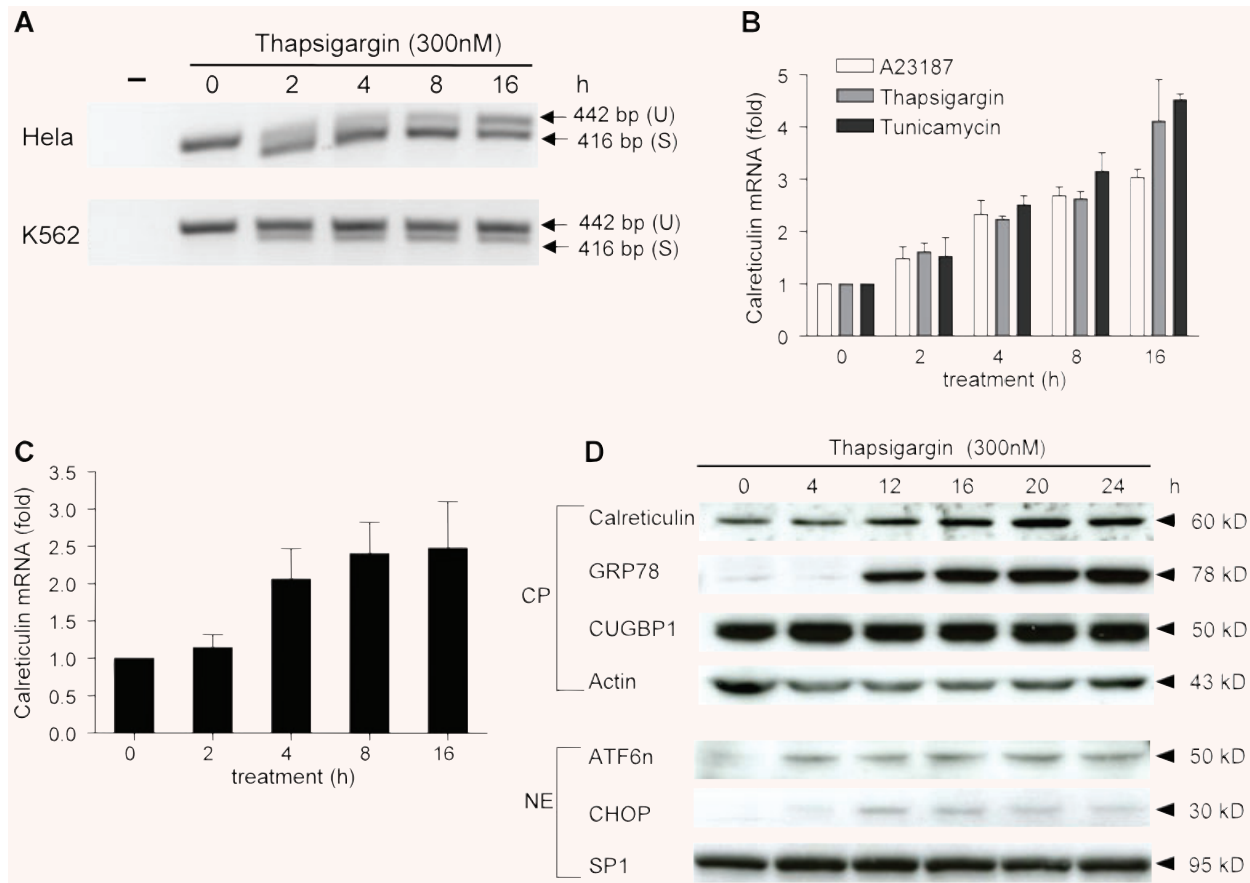 A
Thapsigargin (300nM)
– 0 2 4 8 16 h
Hela
442 bp (U)
416 bp (S)
K562
442 bp (U)
416 bp (S)
B
A23187
Thapsigargin
Tunicamycin
Calreticulin mRNA (fold)
5
4
3
2
1
0
0 2 4 8 16
treatment (h)
C
Calreticulin mRNA (fold)
3.5
3.0
2.5
2.0
1.5
1.0
0.5
0.0
0 2 4 8 16
treatment (h)
D
Thapsigargin (300nM)
0 4 12 16 20 24 h
CP
Calreticulin 60 kD
GRP78 78 kD
CUGBP1 50 kD
Actin 43 kD
NE
ATF6n 50 kD
CHOP 30 kD
SP1 95 kD